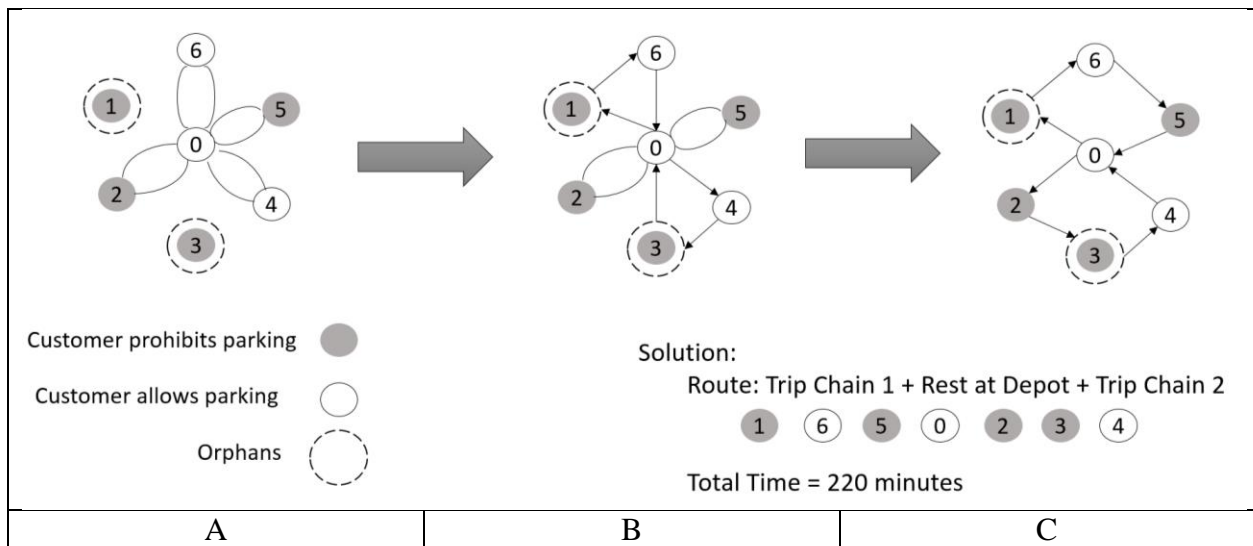 6
1
5
0
2
4
3
6
1
5
0
2
4
3
6
1
5
0
2
4
3
Customer prohibits parking
Customer allows parking
Orphans
Solution:
Route: Trip Chain 1 + Rest at Depot + Trip Chain 2
1 6 5 0 2 3 4
Total Time = 220 minutes
A B C